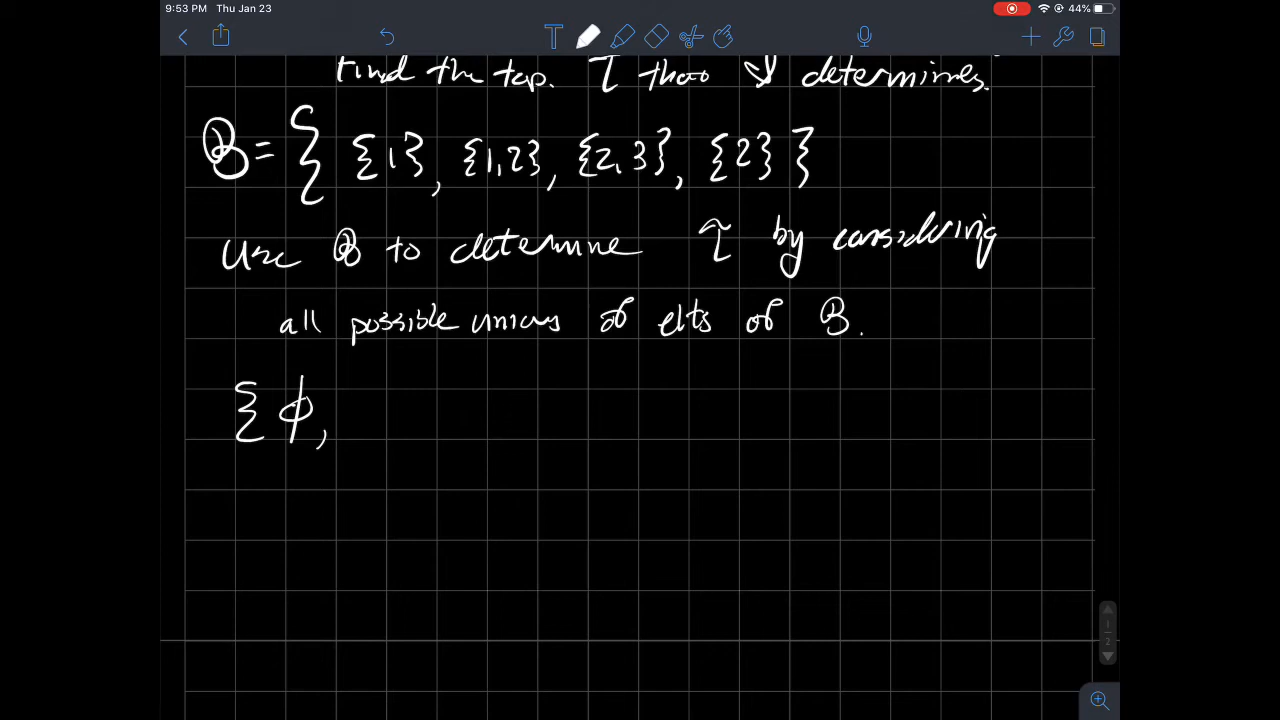 9:53 PM Thu Jan 23
44%
Find the top. τ that S determines.
B = { {1}, {1,2}, {2,3}, {2} }
use B to determine τ by considering
all possible unions of elts of B.
{ ϕ,